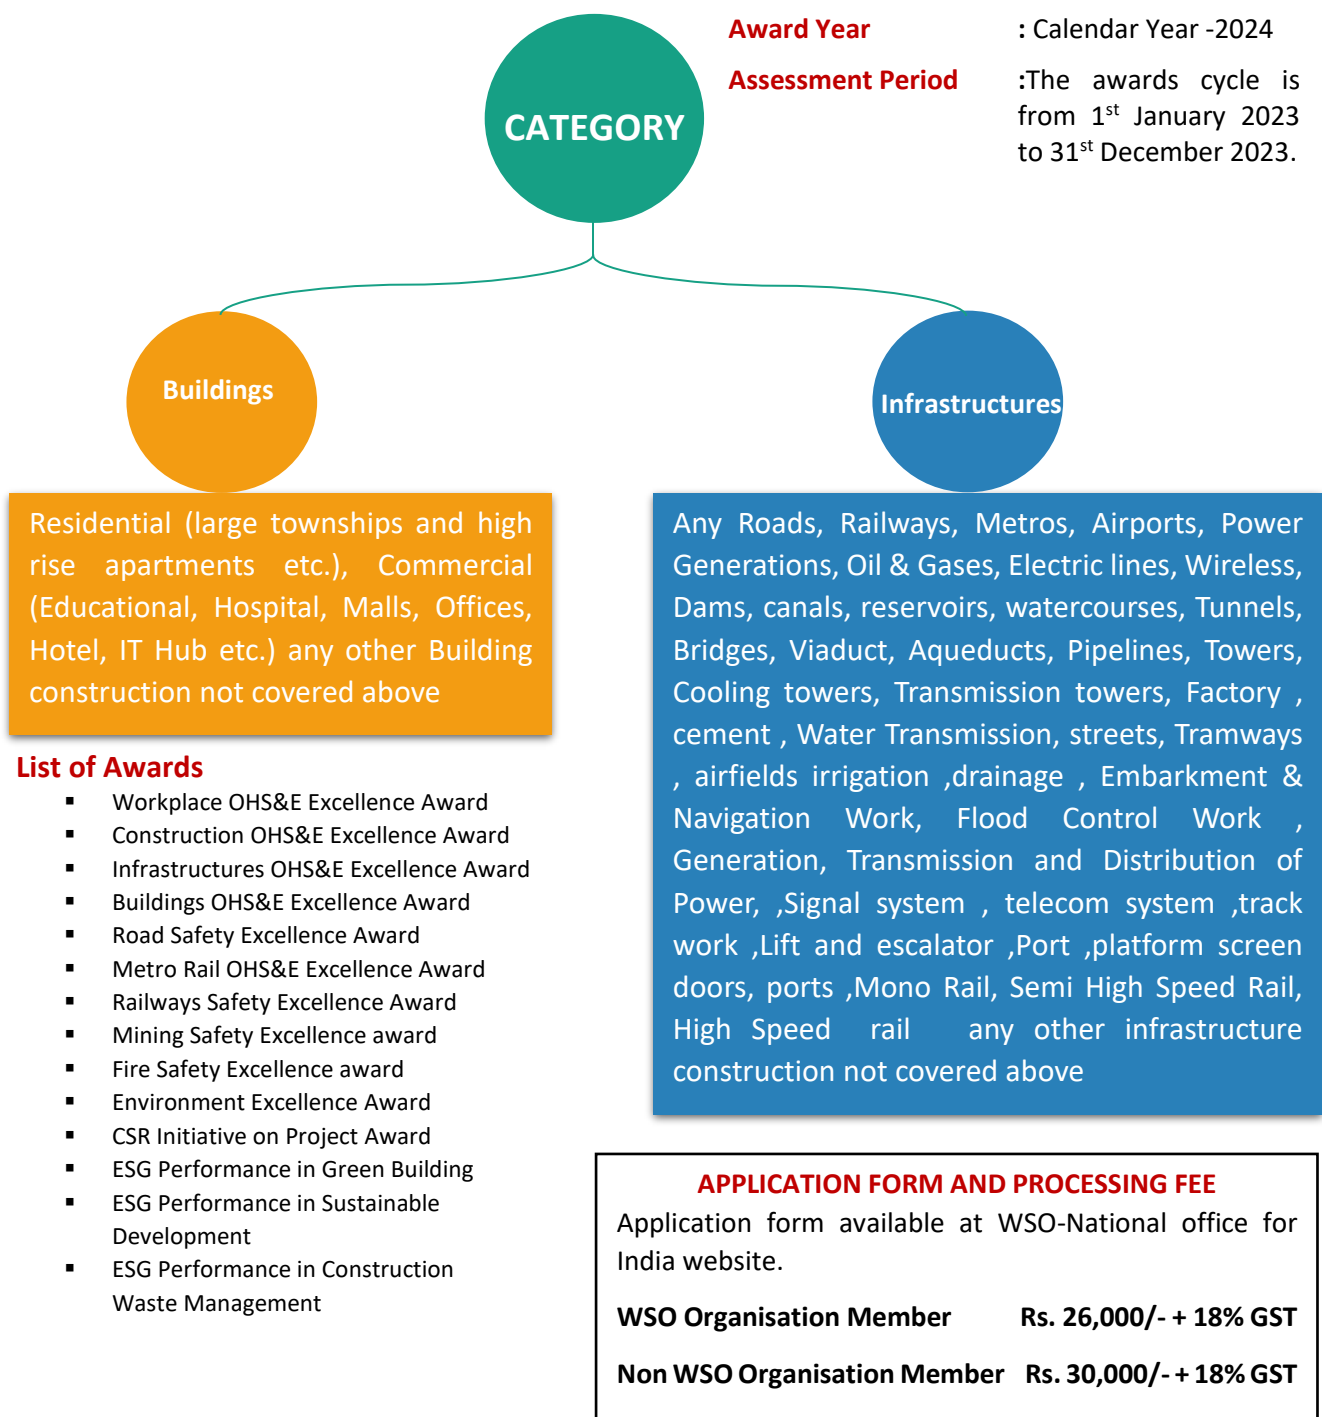 Award Year : Calendar Year -2024
Assessment Period :The awards cycle is
from 1st January 2023
to 31st December 2023.
CATEGORY
Buildings
Infrastructures
Residential (large townships and high
rise apartments etc.), Commercial
(Educational, Hospital, Malls, Offices,
Hotel, IT Hub etc.) any other Building
construction not covered above
Any Roads, Railways, Metros, Airports, Power
Generations, Oil & Gases, Electric lines, Wireless,
Dams, canals, reservoirs, watercourses, Tunnels,
Bridges, Viaduct, Aqueducts, Pipelines, Towers,
Cooling towers, Transmission towers, Factory ,
cement , Water Transmission, streets, Tramways
, airfields irrigation ,drainage , Embarkment &
Navigation Work, Flood Control Work ,
Generation, Transmission and Distribution of
Power, ,Signal system , telecom system ,track
work ,Lift and escalator ,Port ,platform screen
doors, ports ,Mono Rail, Semi High Speed Rail,
High Speed rail any other infrastructure
construction not covered above
List of Awards
▪ Workplace OHS&E Excellence Award
▪ Construction OHS&E Excellence Award
▪ Infrastructures OHS&E Excellence Award
▪ Buildings OHS&E Excellence Award
▪ Road Safety Excellence Award
▪ Metro Rail OHS&E Excellence Award
▪ Railways Safety Excellence Award
▪ Mining Safety Excellence award
▪ Fire Safety Excellence award
▪ Environment Excellence Award
▪ CSR Initiative on Project Award
▪ ESG Performance in Green Building
▪ ESG Performance in Sustainable
Development
▪ ESG Performance in Construction
Waste Management
APPLICATION FORM AND PROCESSING FEE
Application form available at WSO-National office for
India website.
WSO Organisation Member Rs. 26,000/- + 18% GST
Non WSO Organisation Member Rs. 30,000/- + 18% GST